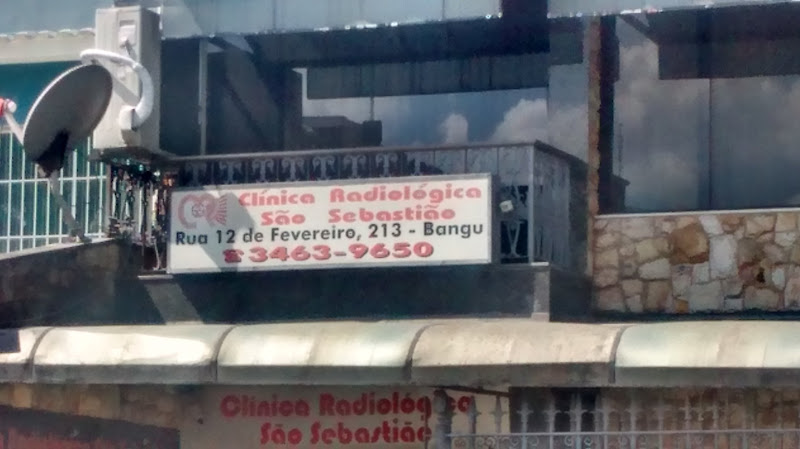 Clínica Radiológica
São Sebastião
Rua 12 de Fevereiro, 213 - Bangu
☎3463-9650
Clínica Radiológica
São Sebastião